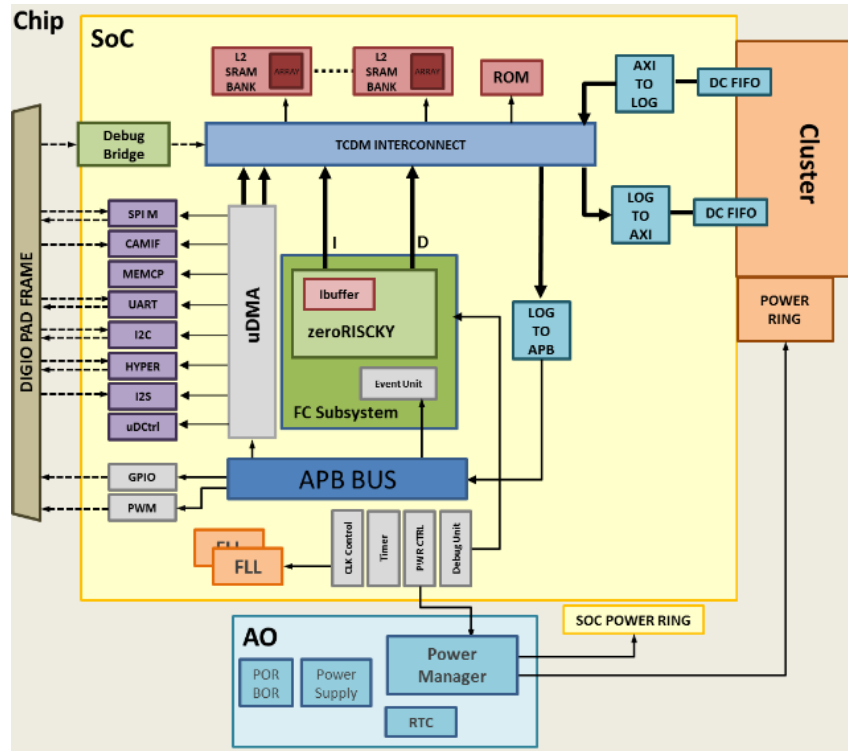 Chip
SoC
L2
SRAM
BANK
ARRAY
L2
SRAM
BANK
ARRAY
ROM
AXI
TO
LOG
DC FIFO
Cluster
Debug
Bridge
TCDM INTERCONNECT
LOG
TO
AXI
DC FIFO
DIGIO PAD FRAME
SPI M
CAMIF
MEMCP
UART
I2C
HYPER
I2S
uDCtrl
uDMA
I
D
Ibuffer
zeroRISCKY
Event Unit
FC Subsystem
LOG
TO
APB
POWER
RING
GPIO
PWM
APB BUS
FLL
FLL
CLK Control
Timer
PWR CTRL
Debug Unit
AO
POR
BOR
Power
Supply
Power
Manager
RTC
SOC POWER RING